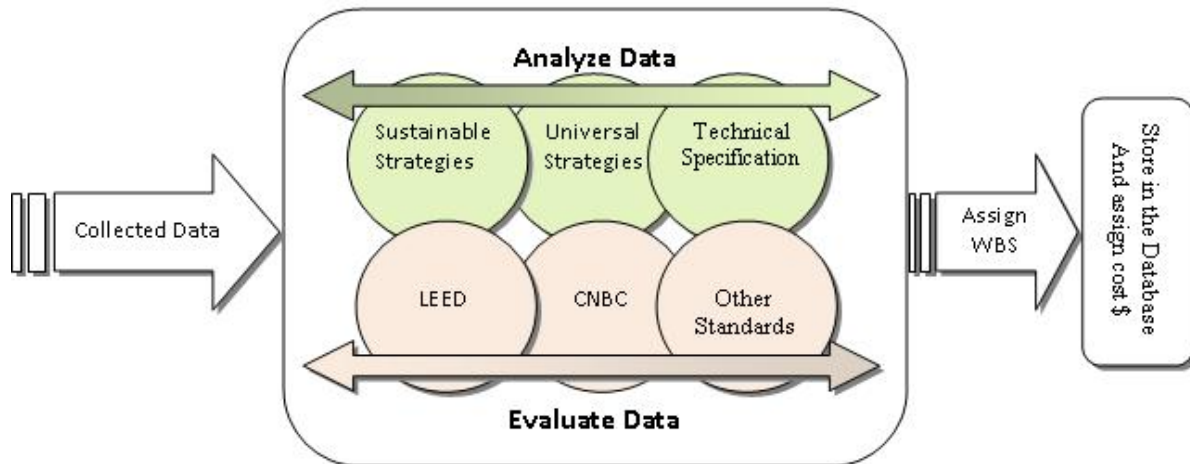 Analyze Data
Sustainable
Strategies
Universal
Strategies
Technical
Specification
Collected Data
Assign
WBS
Store in the Database
And assign cost $
LEED
CNBC
Other
Standards
Evaluate Data